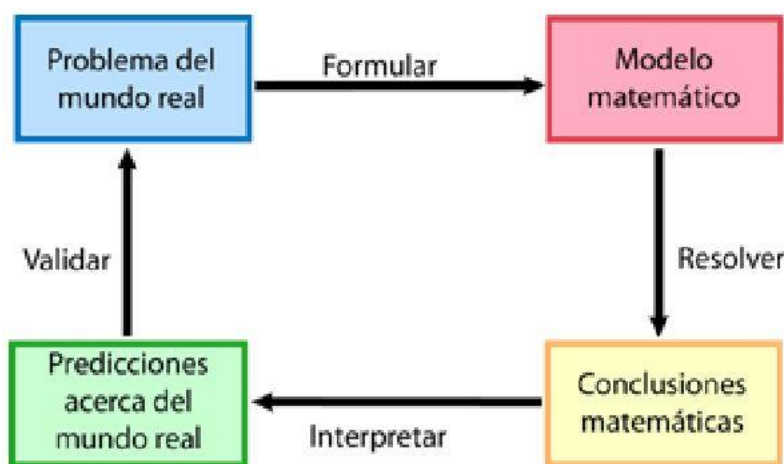 Problema del
mundo real
Formular
Modelo
matemático
Validar
Resolver
Predicciones
acerca del
mundo real
Interpretar
Conclusiones
matemáticas